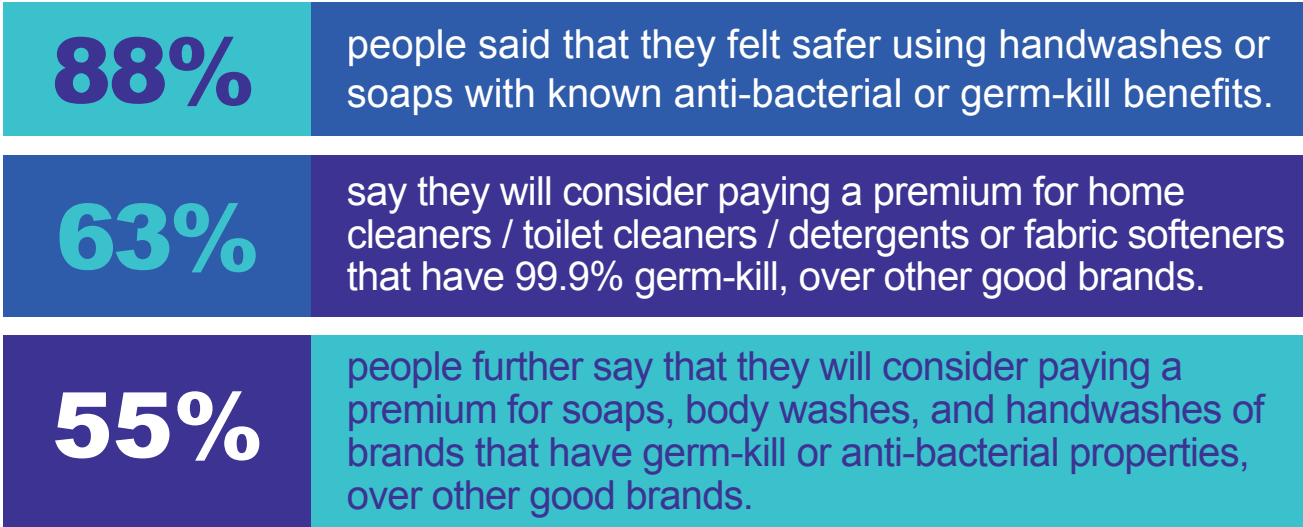 88%
people said that they felt safer using handwashes or
soaps with known anti-bacterial or germ-kill benefits.
63%
say they will consider paying a premium for home
cleaners / toilet cleaners / detergents or fabric softeners
that have 99.9% germ-kill, over other good brands.
55%
people further say that they will consider paying a
premium for soaps, body washes, and handwashes of
brands that have germ-kill or anti-bacterial properties,
over other good brands.